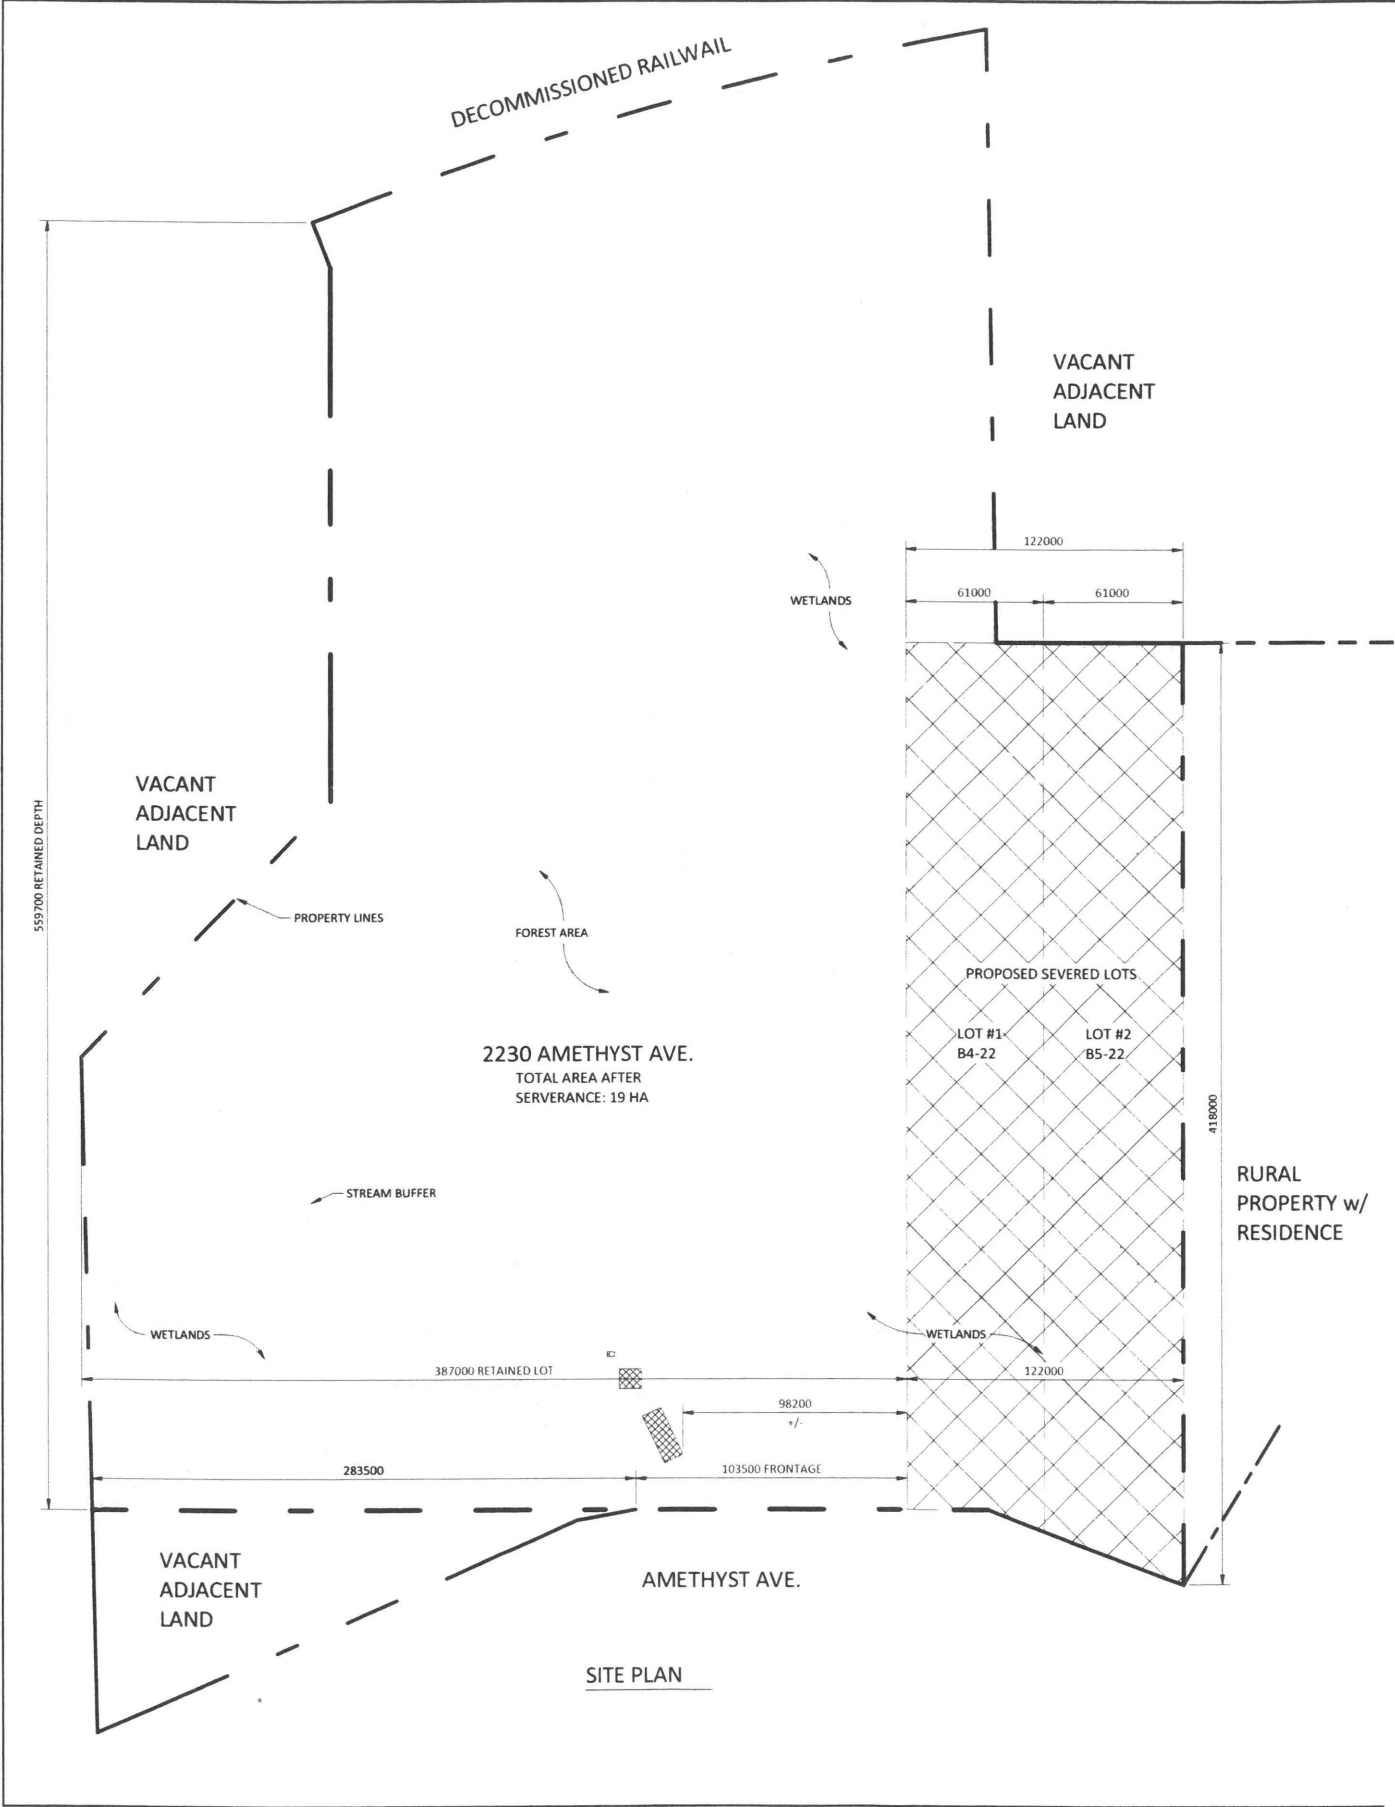 DECOMMISSIONED RAILWAIL
VACANT
ADJACENT
LAND
122000
61000
61000
WETLANDS
VACANT
ADJACENT
LAND
559700 RETAINED DEPTH
PROPERTY LINES
FOREST AREA
PROPOSED SEVERED LOTS
LOT #1
B4-22
LOT #2
B5-22
2230 AMETHYST AVE.
TOTAL AREA AFTER
SERVERANCE: 19 HA
418000
STREAM BUFFER
RURAL
PROPERTY w/
RESIDENCE
WETLANDS
WETLANDS
387000 RETAINED LOT
122000
98200
+/-
283500
103500 FRONTAGE
VACANT
ADJACENT
LAND
AMETHYST AVE.
SITE PLAN